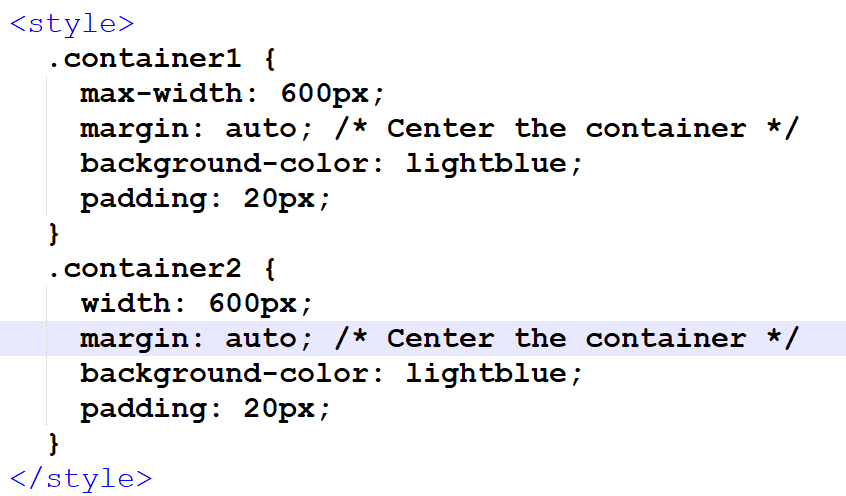 <style>
.container1 {
max-width: 600px;
margin: auto; /* Center the container */
background-color: lightblue;
padding: 20px;
}
.container2 {
width: 600px;
margin: auto; /* Center the container */
background-color: lightblue;
padding: 20px;
}
</style>